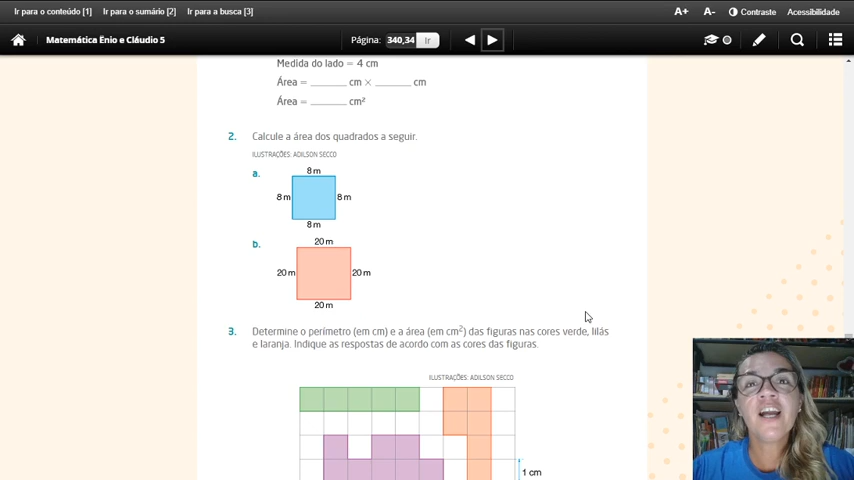 Ir para o conteúdo [1] Ir para o sumário [2] Ir para a busca [3] A+ A- Contraste Acessibilidade
Matemática Ênio e Cláudio 5 Página: 340,34 Ir
Medida do lado = 4 cm
Área = ______ cm × ______ cm
Área = ______ cm²
2. Calcule a área dos quadrados a seguir.
ILUSTRAÇÕES: ADILSON SECCO
a. 8 m
8 m 8 m
8 m
b. 20 m
20 m 20 m
20 m
3. Determine o perímetro (em cm) e a área (em cm²) das figuras nas cores verde, lilás
e laranja. Indique as respostas de acordo com as cores das figuras.
ILUSTRAÇÕES: ADILSON SECCO
1 cm